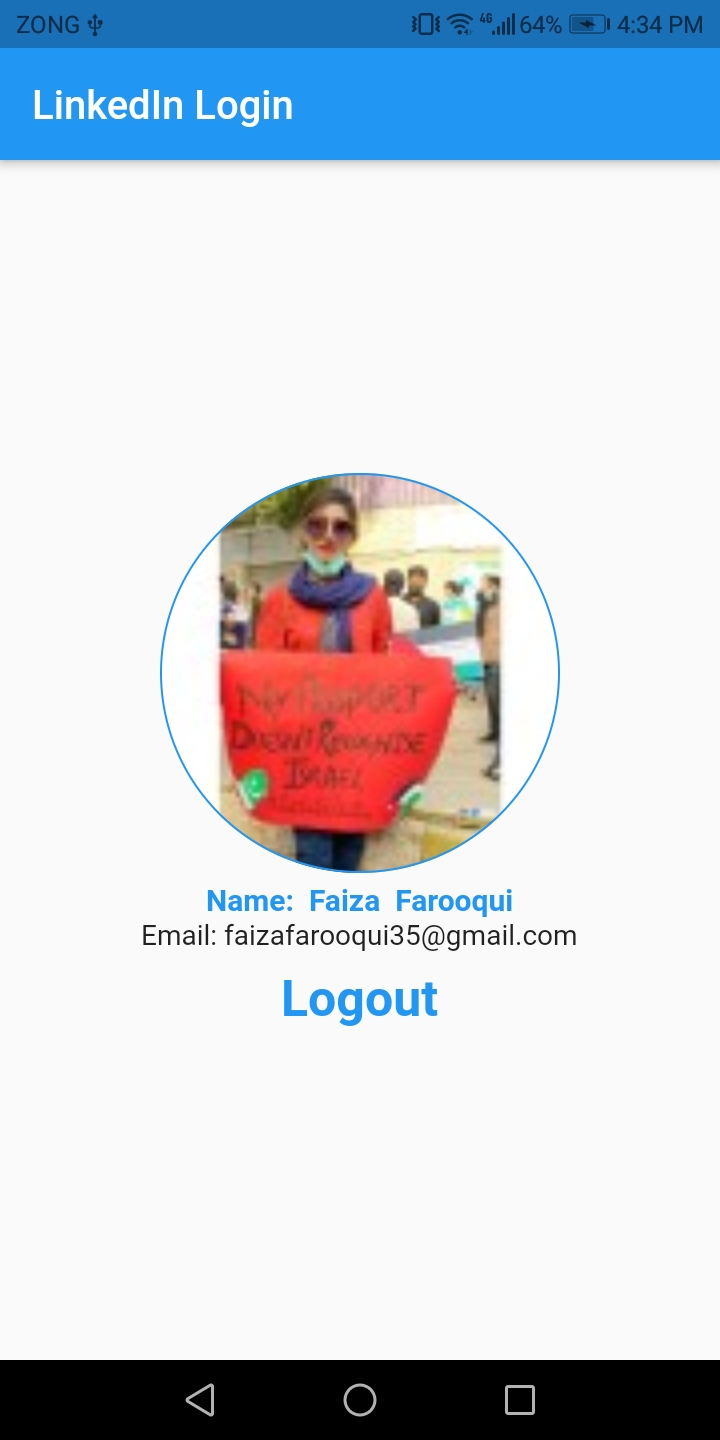 ZONG 4G 64% 4:34 PM
LinkedIn Login
MY PASSPORT
DOESN'T RECOGNISE
ISRAEL
Name: Faiza Farooqui
Email: faizafarooqui35@gmail.com
Logout